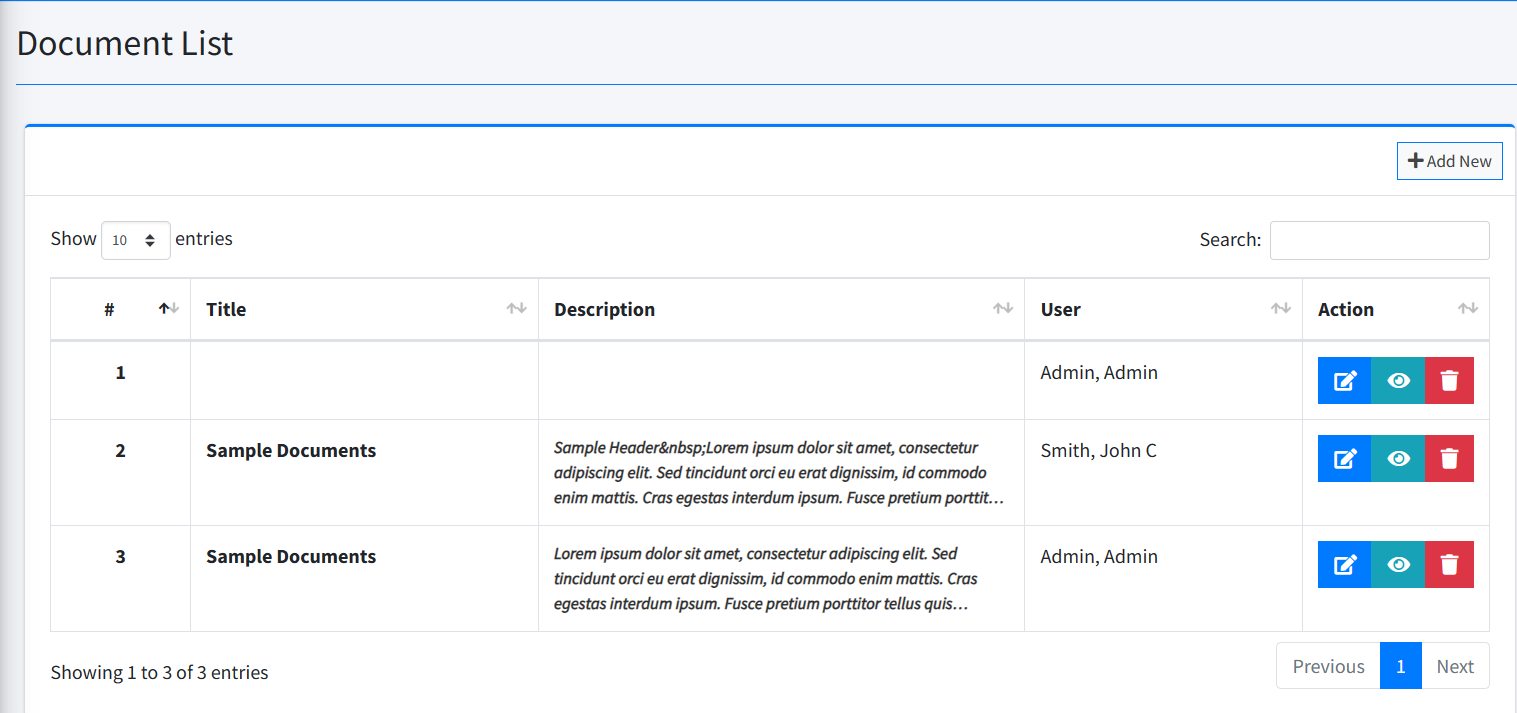 Document List
Add New
Show 10 entries
Search:
# Title Description User Action
1 Admin, Admin
2 Sample Documents Sample Header&nbsp;Lorem ipsum dolor sit amet, consectetur Smith, John C
adipiscing elit. Sed tincidunt orci eu erat dignissim, id commodo
enim mattis. Cras egestas interdum ipsum. Fusce pretium porttit…
3 Sample Documents Lorem ipsum dolor sit amet, consectetur adipiscing elit. Sed Admin, Admin
tincidunt orci eu erat dignissim, id commodo enim mattis. Cras
egestas interdum ipsum. Fusce pretium porttitor tellus quis…
Showing 1 to 3 of 3 entries
Previous 1 Next